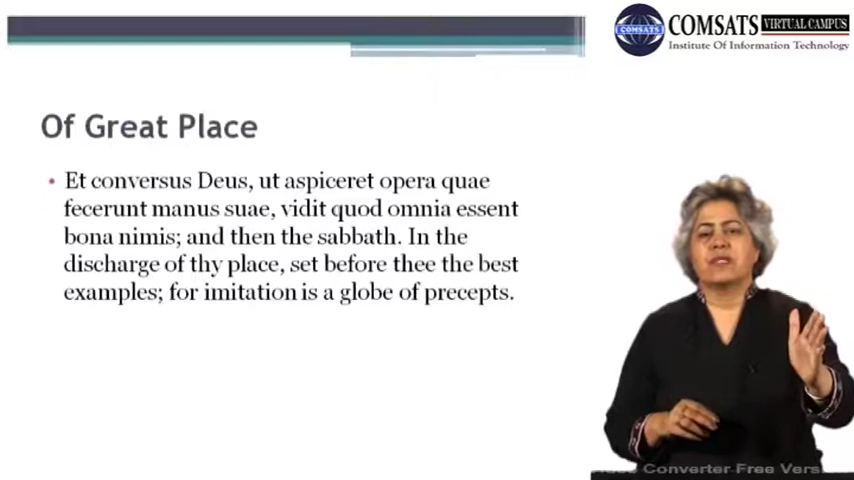 COMSATS VIRTUAL CAMPUS
Institute Of Information Technology
COMSATS
Of Great Place
• Et conversus Deus, ut aspiceret opera quae
fecerunt manus suae, vidit quod omnia essent
bona nimis; and then the sabbath. In the
discharge of thy place, set before thee the best
examples; for imitation is a globe of precepts.
Converter Free Vers